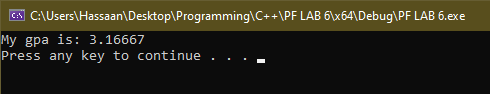 C:\Users\Hassaan\Desktop\Programming\C++\PF LAB 6\x64\Debug\PF LAB 6.exe
My gpa is: 3.16667
Press any key to continue . . .